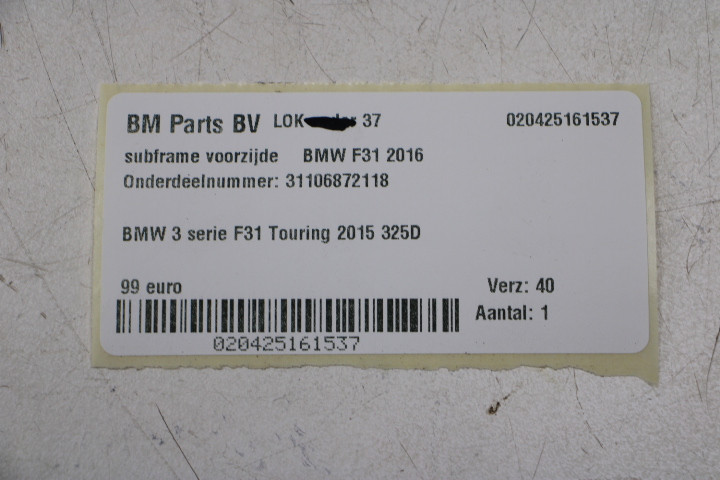 BM Parts BV LOK 37 020425161537
subframe voorzijde BMW F31 2016
Onderdeelnummer: 31106872118
BMW 3 serie F31 Touring 2015 325D
99 euro Verz: 40
Aantal: 1
020425161537